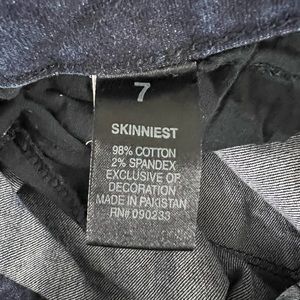 7
SKINNIEST
98% COTTON
2% SPANDEX
EXCLUSIVE OF
DECORATION
MADE IN PAKISTAN
RN# 090233